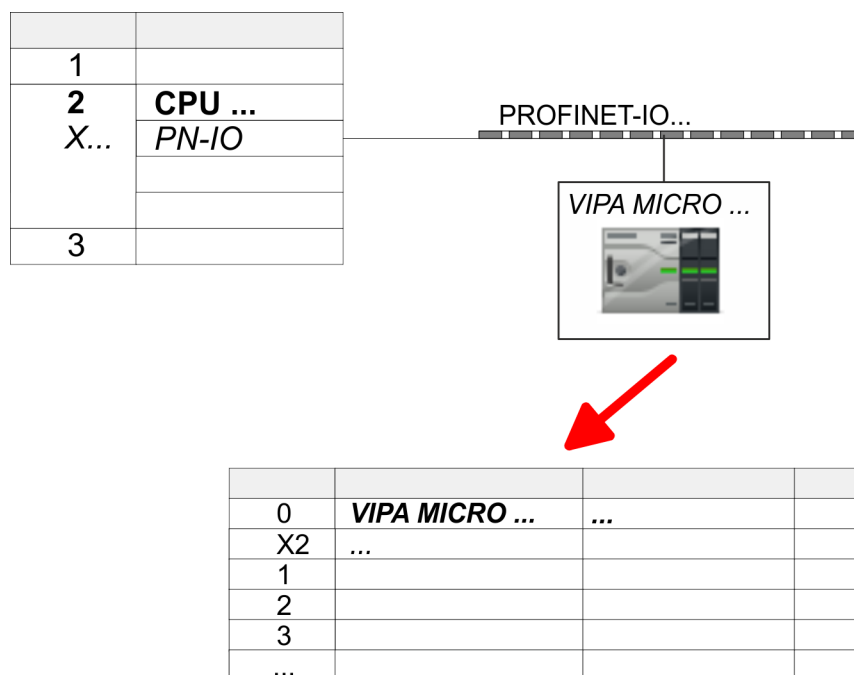 1
2 CPU ...
X... PN-IO
3
PROFINET-IO...
VIPA MICRO ...
0 VIPA MICRO ... ...
X2 ...
1
2
3
...